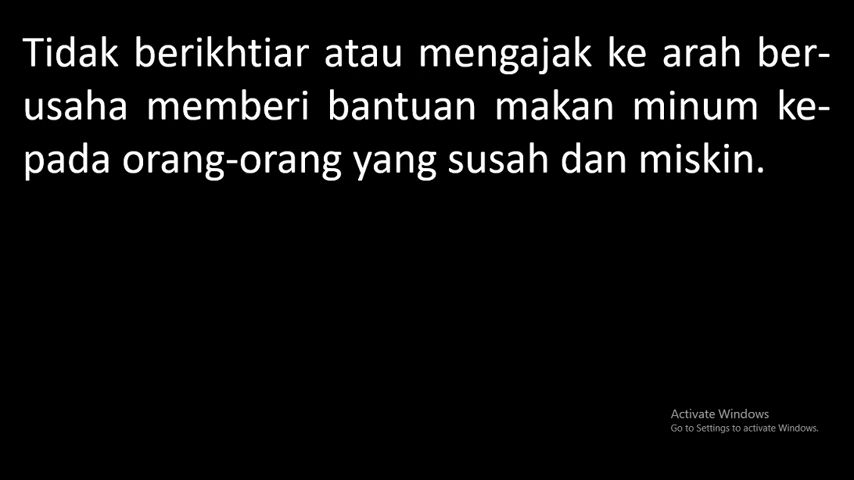 Tidak berikhtiar atau mengajak ke arah ber-
usaha memberi bantuan makan minum ke-
pada orang-orang yang susah dan miskin.
Activate Windows
Go to Settings to activate Windows.